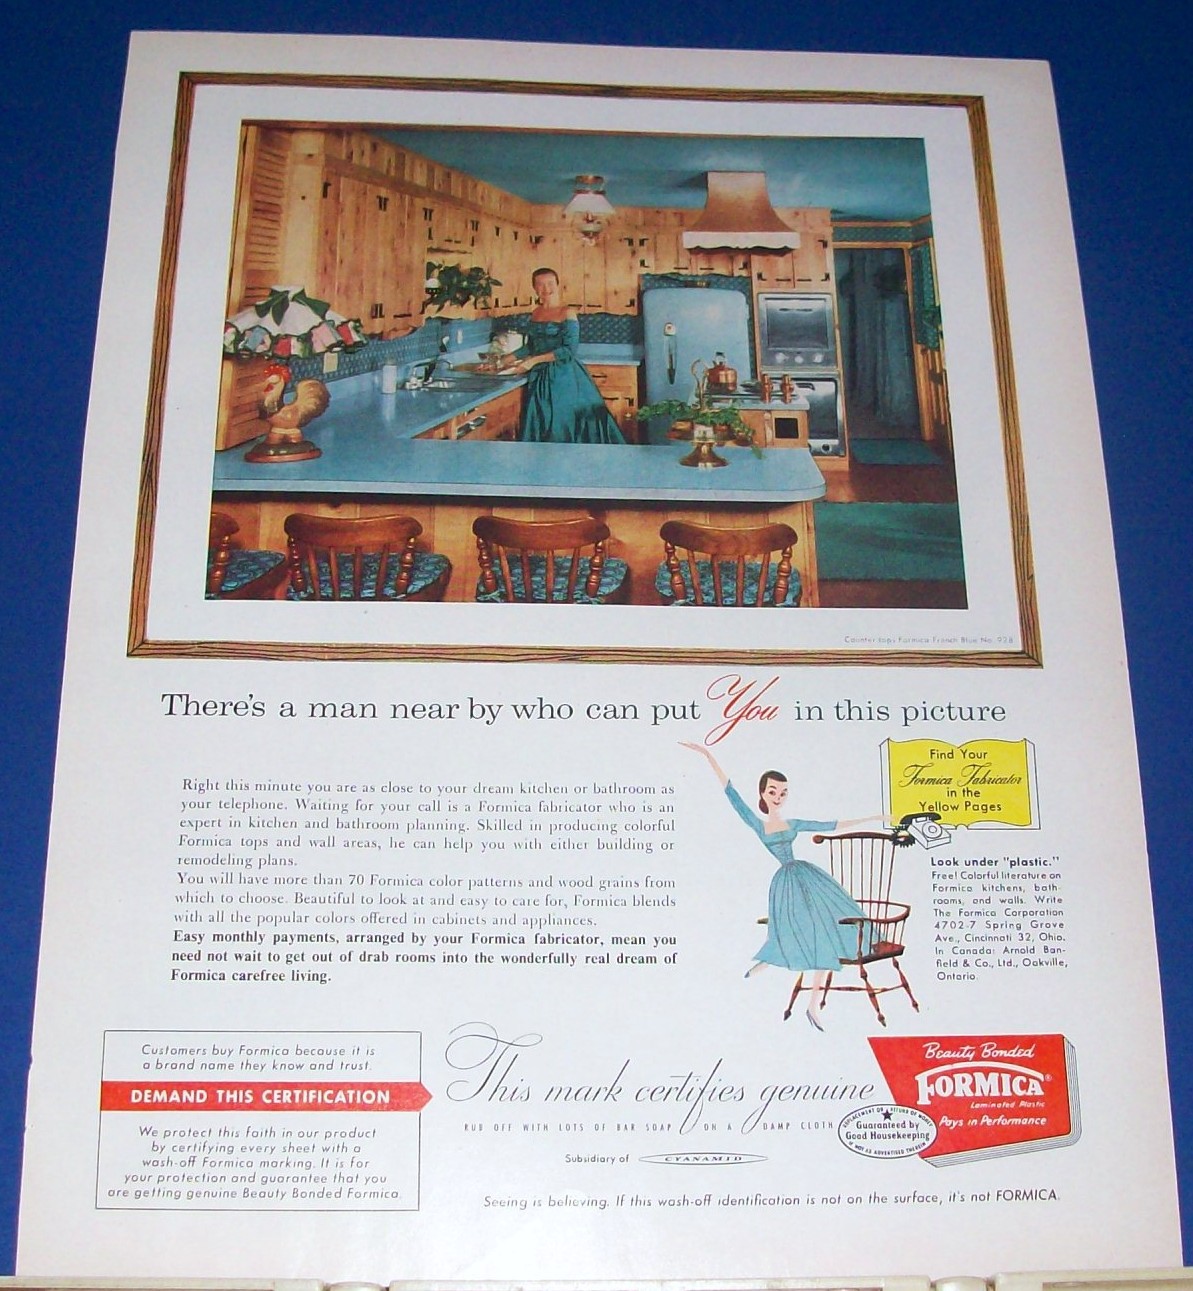 Counter tops Formica French Blue No. 928
There's a man near by who can put You in this picture
Right this minute you are as close to your dream kitchen or bathroom as
your telephone. Waiting for your call is a Formica fabricator who is an
expert in kitchen and bathroom planning. Skilled in producing colorful
Formica tops and wall areas, he can help you with either building or
remodeling plans.
You will have more than 70 Formica color patterns and wood grains from
which to choose. Beautiful to look at and easy to care for, Formica blends
with all the popular colors offered in cabinets and appliances.
Easy monthly payments, arranged by your Formica fabricator, mean you
need not wait to get out of drab rooms into the wonderfully real dream of
Formica carefree living.
Find Your
Formica Fabricator
in the
Yellow Pages
Look under "plastic."
Free! Colorful literature on
Formica kitchens, bath-
rooms, and walls. Write
The Formica Corporation
4702-7 Spring Grove
Ave., Cincinnati 32, Ohio.
In Canada: Arnold Ban-
field & Co., Ltd., Oakville,
Ontario.
Customers buy Formica because it is
a brand name they know and trust.
DEMAND THIS CERTIFICATION
We protect this faith in our product
by certifying every sheet with a
wash-off Formica marking. It is for
your protection and guarantee that you
are getting genuine Beauty Bonded Formica.
This mark certifies genuine
RUB OFF WITH LOTS OF BAR SOAP ON A DAMP CLOTH
Subsidiary of CYANAMID
Beauty Bonded
FORMICA®
Laminated Plastic
Pays in Performance
REPLACEMENT OR REFUND OF MONEY
Guaranteed by
Good Housekeeping
IF NOT AS ADVERTISED THEREIN
Seeing is believing. If this wash-off identification is not on the surface, it's not FORMICA.